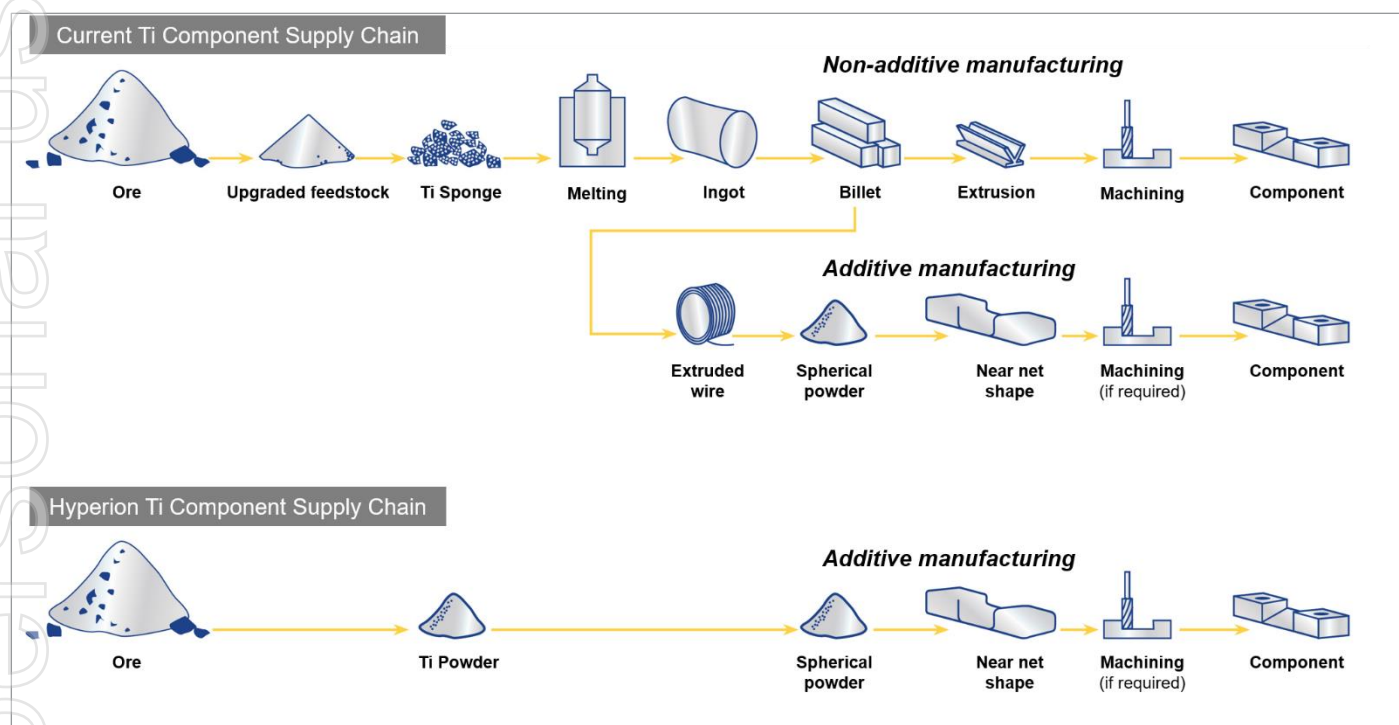 Current Ti Component Supply Chain
Non-additive manufacturing
Ore
Upgraded feedstock
Ti Sponge
Melting
Ingot
Billet
Extrusion
Machining
Component
Additive manufacturing
Extruded
wire
Spherical
powder
Near net
shape
Machining
(if required)
Component
Hyperion Ti Component Supply Chain
Additive manufacturing
Ore
Ti Powder
Spherical
powder
Near net
shape
Machining
(if required)
Component